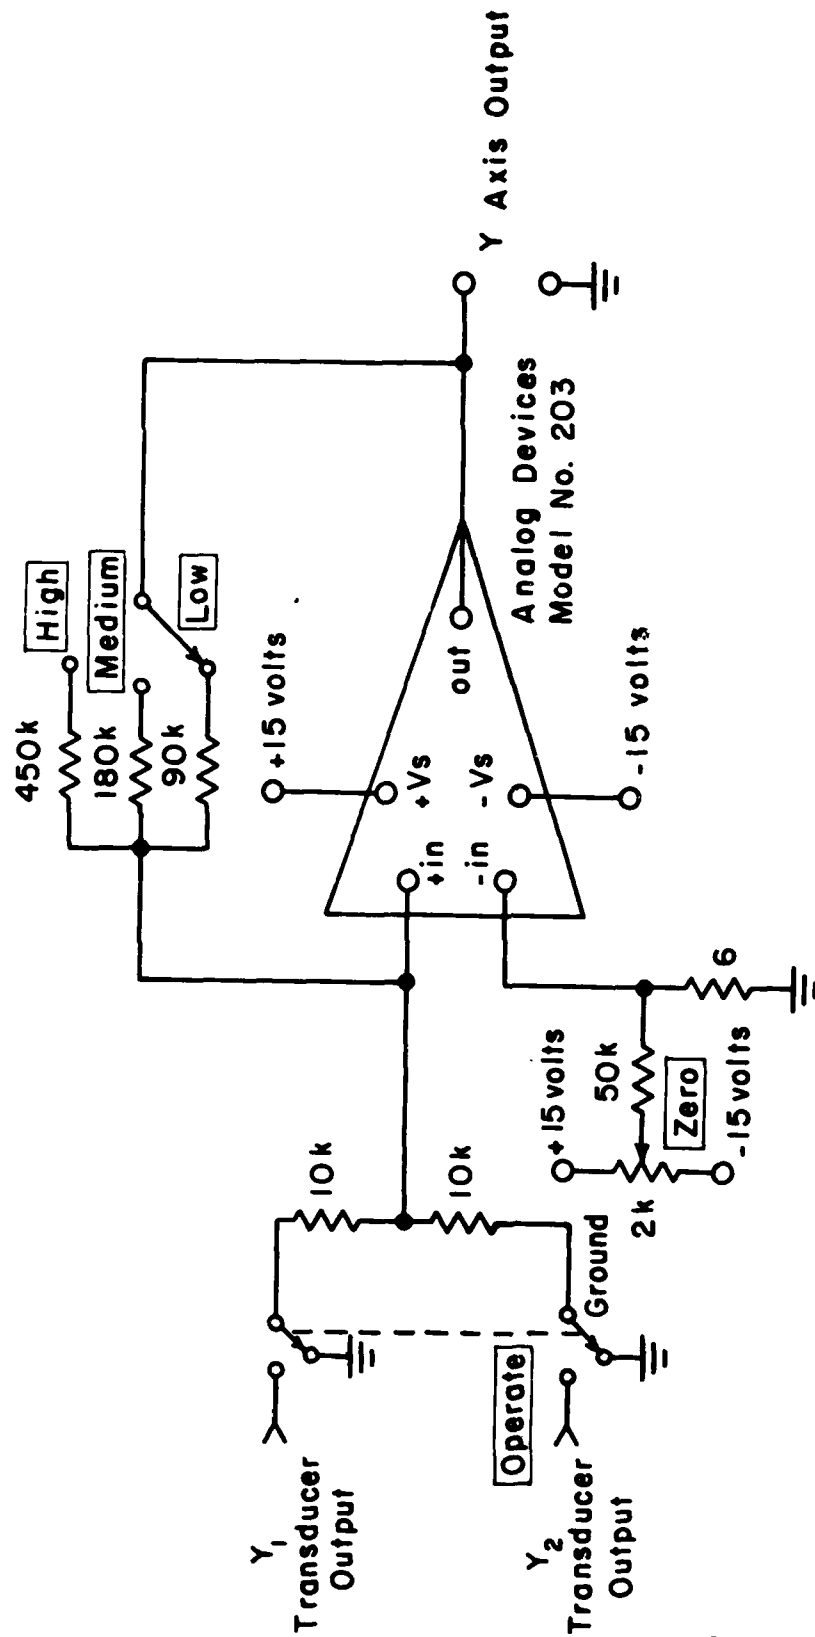 Y1
Transducer
Output
Y2
Transducer
Output
Operate
Ground
10k
10k
+15 volts
2k
50k
Zero
-15 volts
6
450k
High
180k
Medium
90k
Low
+15 volts
+in
+Vs
-in
-Vs
out
-15 volts
Analog Devices
Model No. 203
Y Axis Output